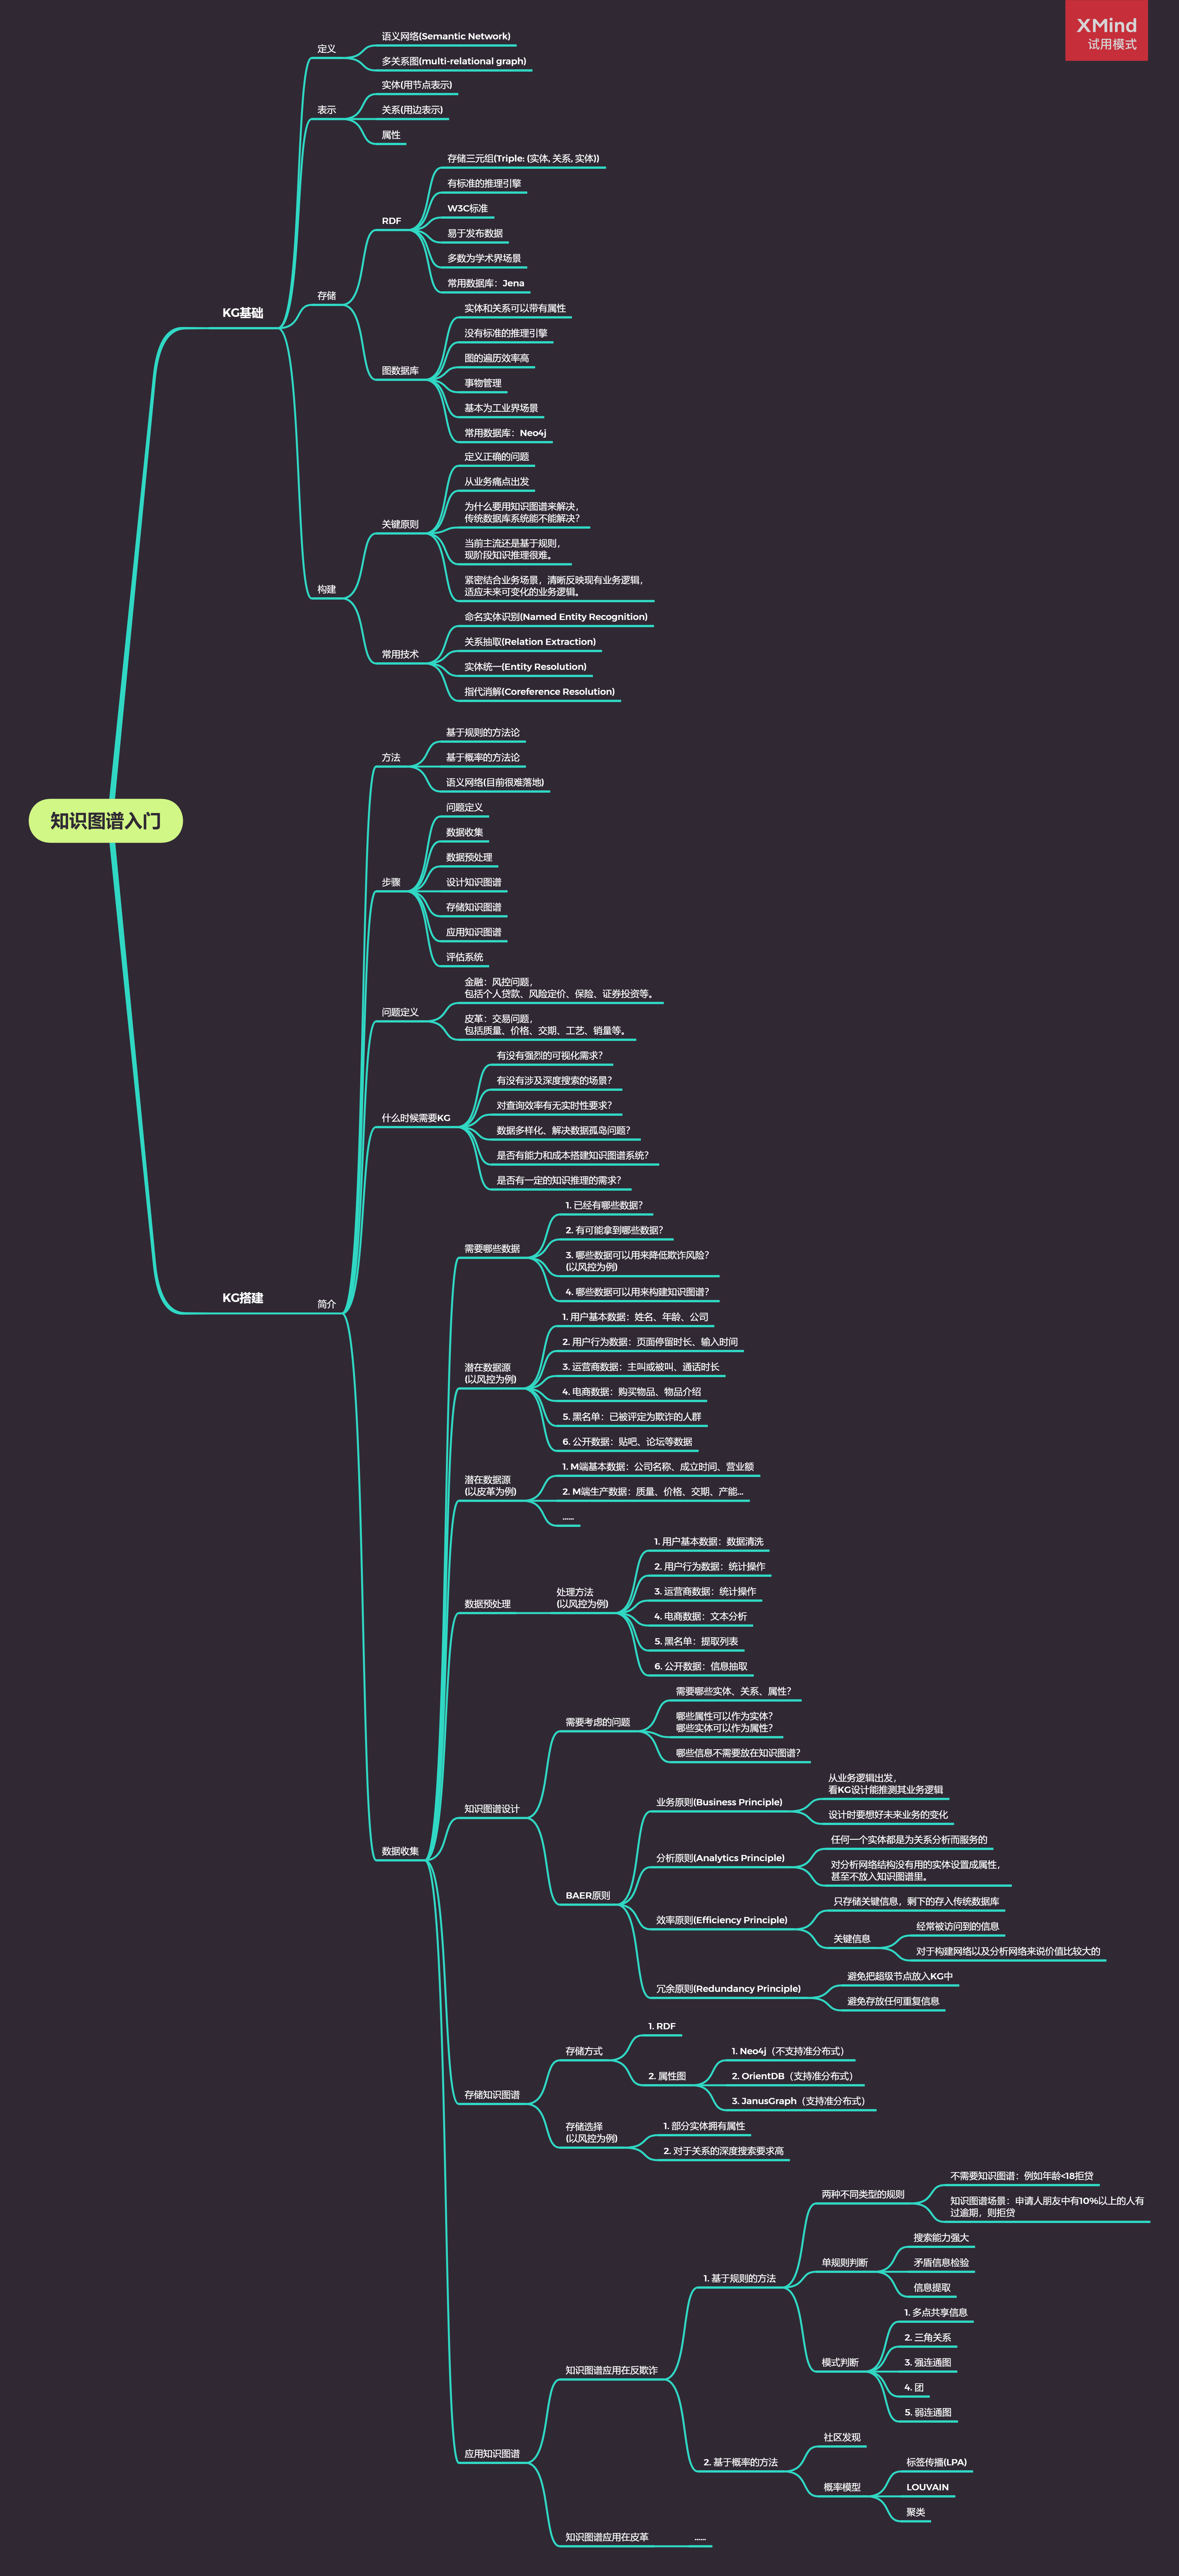 XMind
试用模式
知识图谱入门
KG基础
定义
语义网络(Semantic Network)
多关系图(multi-relational graph)
表示
实体(用节点表示)
关系(用边表示)
属性
存储
RDF
存储三元组(Triple: (实体, 关系, 实体))
有标准的推理引擎
W3C标准
易于发布数据
多数为学术界场景
常用数据库：Jena
图数据库
实体和关系可以带有属性
没有标准的推理引擎
图的遍历效率高
事物管理
基本为工业界场景
常用数据库：Neo4j
构建
关键原则
定义正确的问题
从业务痛点出发
为什么要用知识图谱来解决，
传统数据库系统能不能解决？
当前主流还是基于规则，
现阶段知识推理很难。
紧密结合业务场景，清晰反映现有业务逻辑，
适应未来可变化的业务逻辑。
常用技术
命名实体识别(Named Entity Recognition)
关系抽取(Relation Extraction)
实体统一(Entity Resolution)
指代消解(Coreference Resolution)
KG搭建
简介
方法
基于规则的方法论
基于概率的方法论
语义网络(目前很难落地)
步骤
问题定义
数据收集
数据预处理
设计知识图谱
存储知识图谱
应用知识图谱
评估系统
问题定义
金融：风控问题，
包括个人贷款、风险定价、保险、证券投资等。
皮革：交易问题，
包括质量、价格、交期、工艺、销量等。
什么时候需要KG
有没有强烈的可视化需求？
有没有涉及深度搜索的场景？
对查询效率有无实时性要求？
数据多样化、解决数据孤岛问题？
是否有能力和成本搭建知识图谱系统？
是否有一定的知识推理的需求？
数据收集
需要哪些数据
1. 已经有哪些数据？
2. 有可能拿到哪些数据？
3. 哪些数据可以用来降低欺诈风险？
(以风控为例)
4. 哪些数据可以用来构建知识图谱？
潜在数据源
(以风控为例)
1. 用户基本数据：姓名、年龄、公司
2. 用户行为数据：页面停留时长、输入时间
3. 运营商数据：主叫或被叫、通话时长
4. 电商数据：购买物品、物品介绍
5. 黑名单：已被评定为欺诈的人群
6. 公开数据：贴吧、论坛等数据
潜在数据源
(以皮革为例)
1. M端基本数据：公司名称、成立时间、营业额
2. M端生产数据：质量、价格、交期、产能...
......
数据预处理
处理方法
(以风控为例)
1. 用户基本数据：数据清洗
2. 用户行为数据：统计操作
3. 运营商数据：统计操作
4. 电商数据：文本分析
5. 黑名单：提取列表
6. 公开数据：信息抽取
知识图谱设计
需要考虑的问题
需要哪些实体、关系、属性？
哪些属性可以作为实体？
哪些实体可以作为属性？
哪些信息不需要放在知识图谱？
BAER原则
业务原则(Business Principle)
从业务逻辑出发，
看KG设计能推测其业务逻辑
设计时要想好未来业务的变化
分析原则(Analytics Principle)
任何一个实体都是为关系分析而服务的
对分析网络结构没有用的实体设置成属性，
甚至不放入知识图谱里。
效率原则(Efficiency Principle)
只存储关键信息，剩下的存入传统数据库
关键信息
经常被访问到的信息
对于构建网络以及分析网络来说价值比较大的
冗余原则(Redundancy Principle)
避免把超级节点放入KG中
避免存放任何重复信息
存储知识图谱
存储方式
1. RDF
2. 属性图
1. Neo4j（不支持准分布式）
2. OrientDB（支持准分布式）
3. JanusGraph（支持准分布式）
存储选择
(以风控为例)
1. 部分实体拥有属性
2. 对于关系的深度搜索要求高
应用知识图谱
知识图谱应用在反欺诈
1. 基于规则的方法
两种不同类型的规则
不需要知识图谱：例如年龄<18拒贷
知识图谱场景：申请人朋友中有10%以上的人有
过逾期，则拒贷
单规则判断
搜索能力强大
矛盾信息检验
信息提取
模式判断
1. 多点共享信息
2. 三角关系
3. 强连通图
4. 团
5. 弱连通图
2. 基于概率的方法
社区发现
概率模型
标签传播(LPA)
LOUVAIN
聚类
知识图谱应用在皮革
......